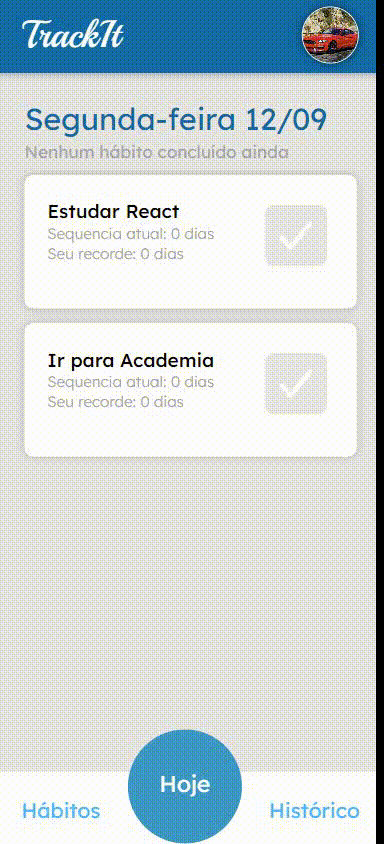 TrackIt
Segunda-feira 12/09
Nenhum hábito concluído ainda
Estudar React
Sequencia atual: 0 dias
Seu recorde: 0 dias
Ir para Academia
Sequencia atual: 0 dias
Seu recorde: 0 dias
Hoje
Hábitos
Histórico